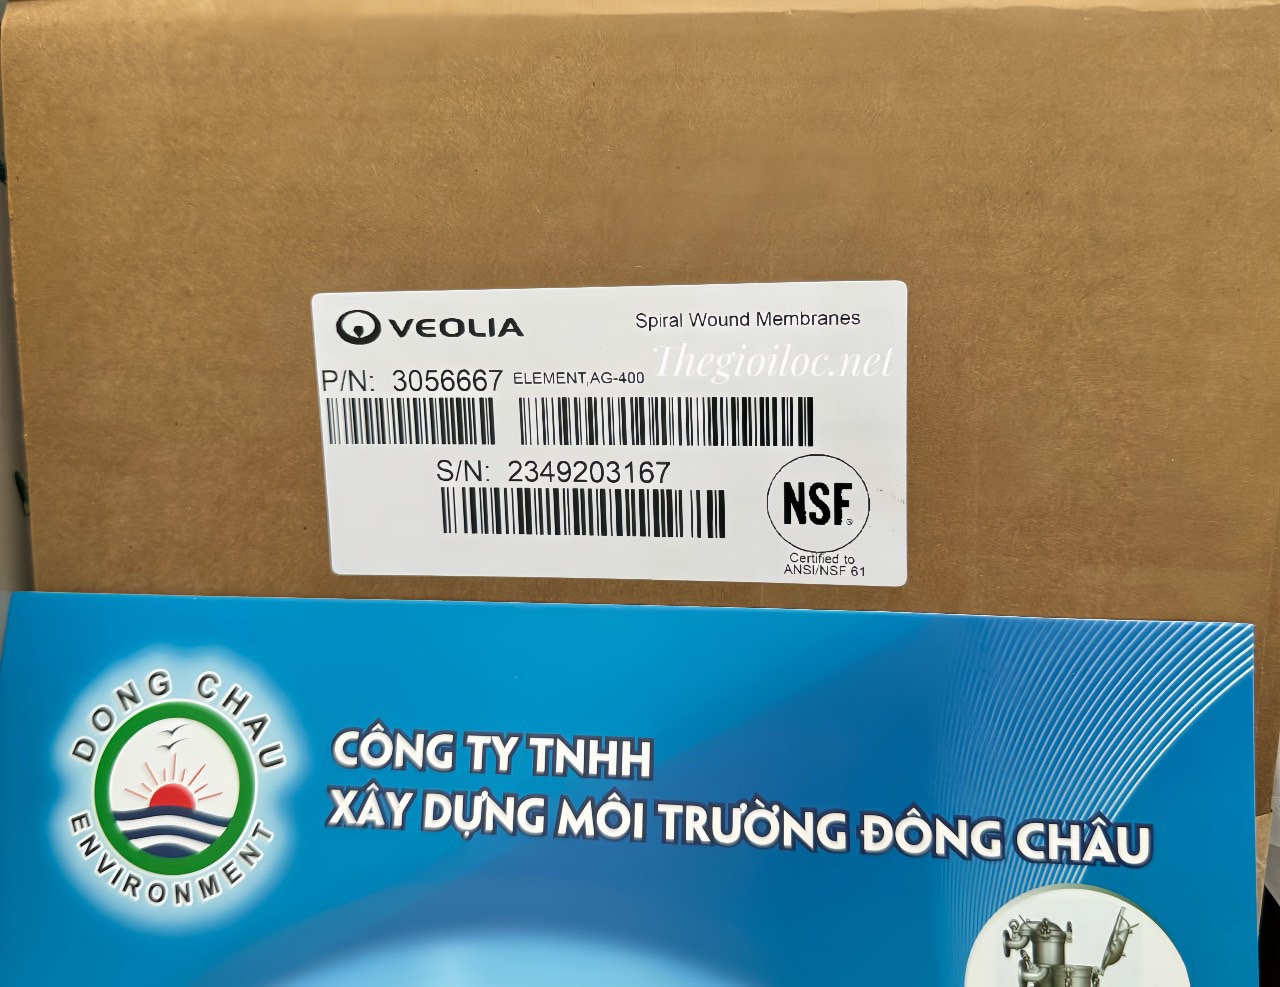 VEOLIA
Spiral Wound Membranes
Thegioiloc.net
P/N: 3056667 ELEMENT,AG-400
S/N: 2349203167
NSF®
Certified to
ANSI/NSF 61
DONG CHAU
ENVIRONMENT
CÔNG TY TNHH
XÂY DỰNG MÔI TRƯỜNG ĐÔNG CHÂU